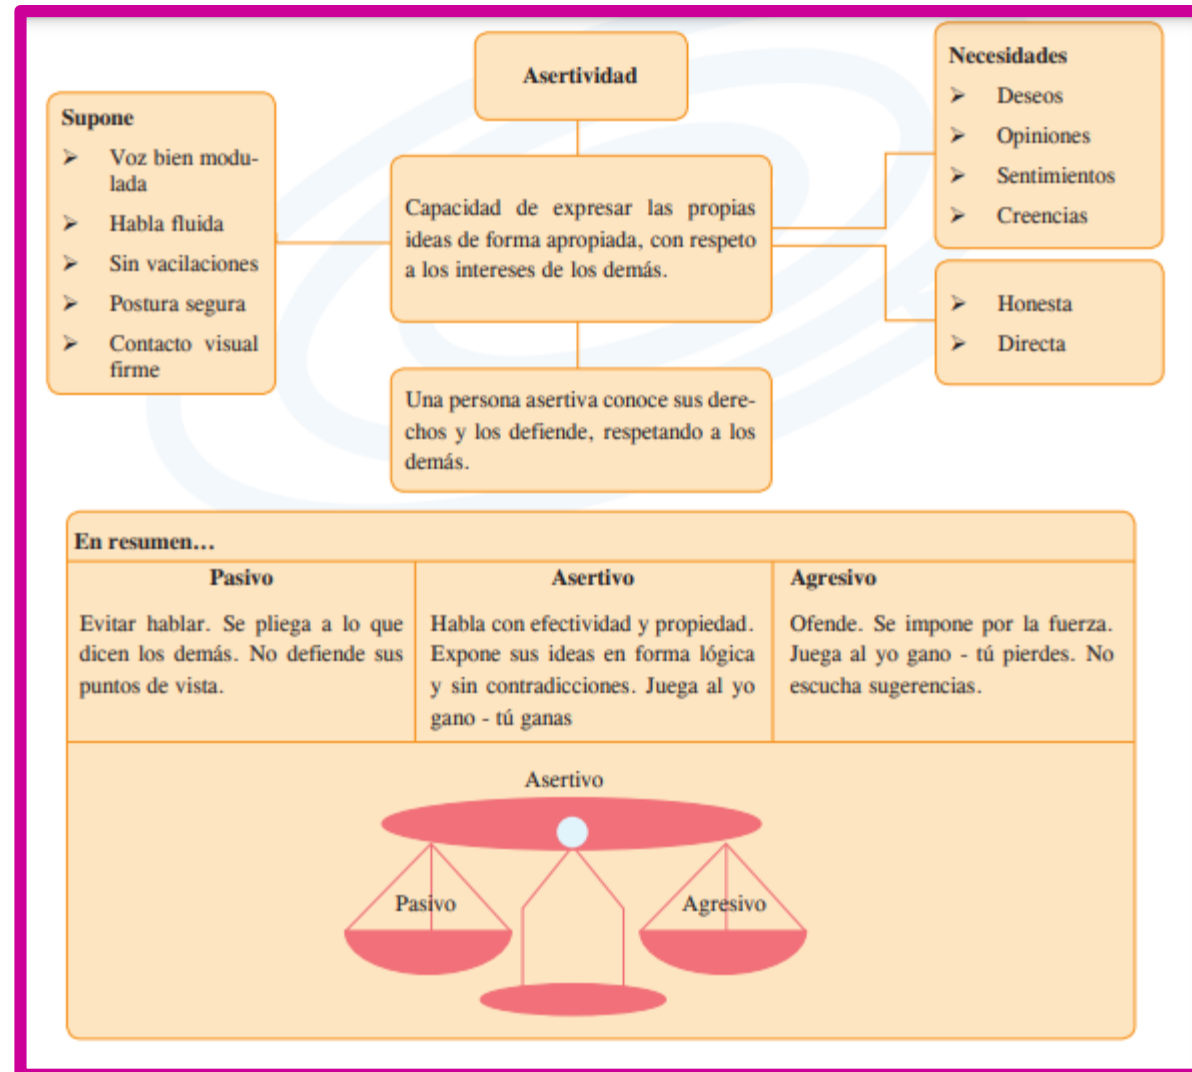 Asertividad
Supone
➢ Voz bien modu-
lada
➢ Habla fluida
➢ Sin vacilaciones
➢ Postura segura
➢ Contacto visual
firme
Capacidad de expresar las propias
ideas de forma apropiada, con respeto
a los intereses de los demás.
Necesidades
➢ Deseos
➢ Opiniones
➢ Sentimientos
➢ Creencias
➢ Honesta
➢ Directa
Una persona asertiva conoce sus dere-
chos y los defiende, respetando a los
demás.
En resumen…
Pasivo
Evitar hablar. Se pliega a lo que
dicen los demás. No defiende sus
puntos de vista.
Asertivo
Habla con efectividad y propiedad.
Expone sus ideas en forma lógica
y sin contradicciones. Juega al yo
gano - tú ganas
Agresivo
Ofende. Se impone por la fuerza.
Juega al yo gano - tú pierdes. No
escucha sugerencias.
Asertivo
Pasivo
Agresivo